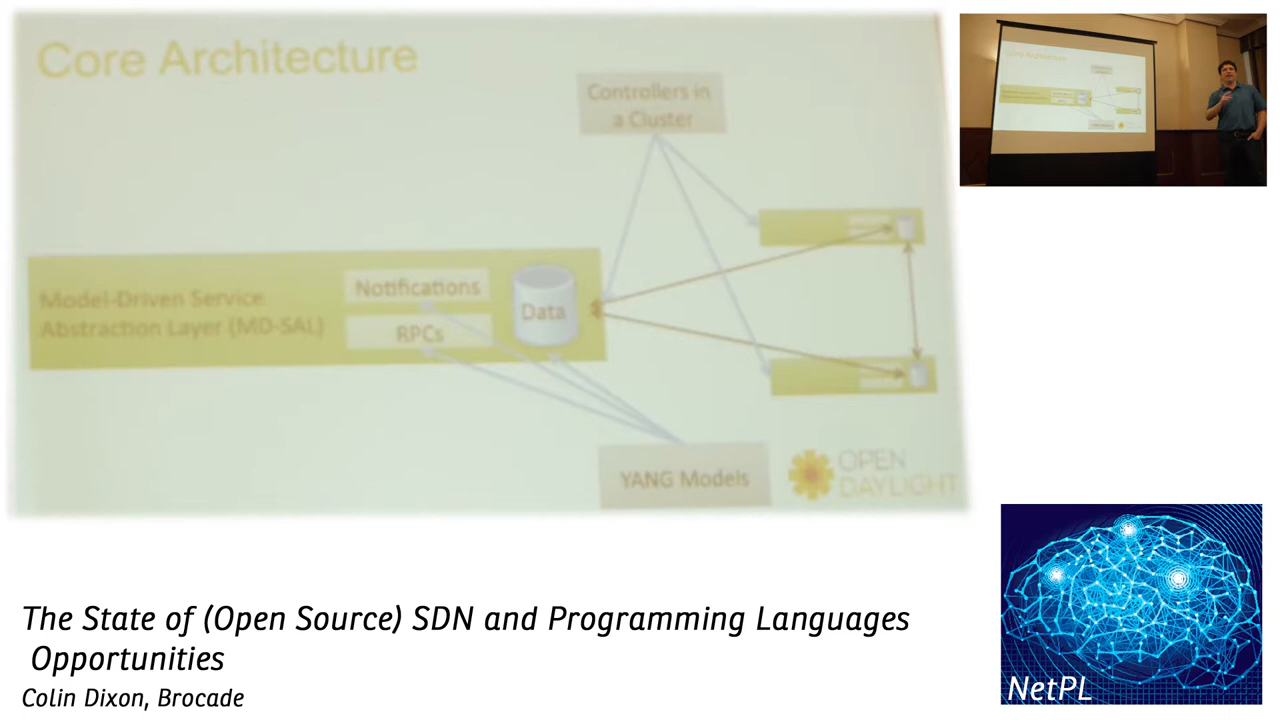 Core Architecture
Controllers in
a Cluster
Model-Driven Service
Abstraction Layer (MD-SAL)
Notifications
RPCs
Data
YANG Models
OPEN
DAYLIGHT
The State of (Open Source) SDN and Programming Languages
Opportunities
Colin Dixon, Brocade
NetPL